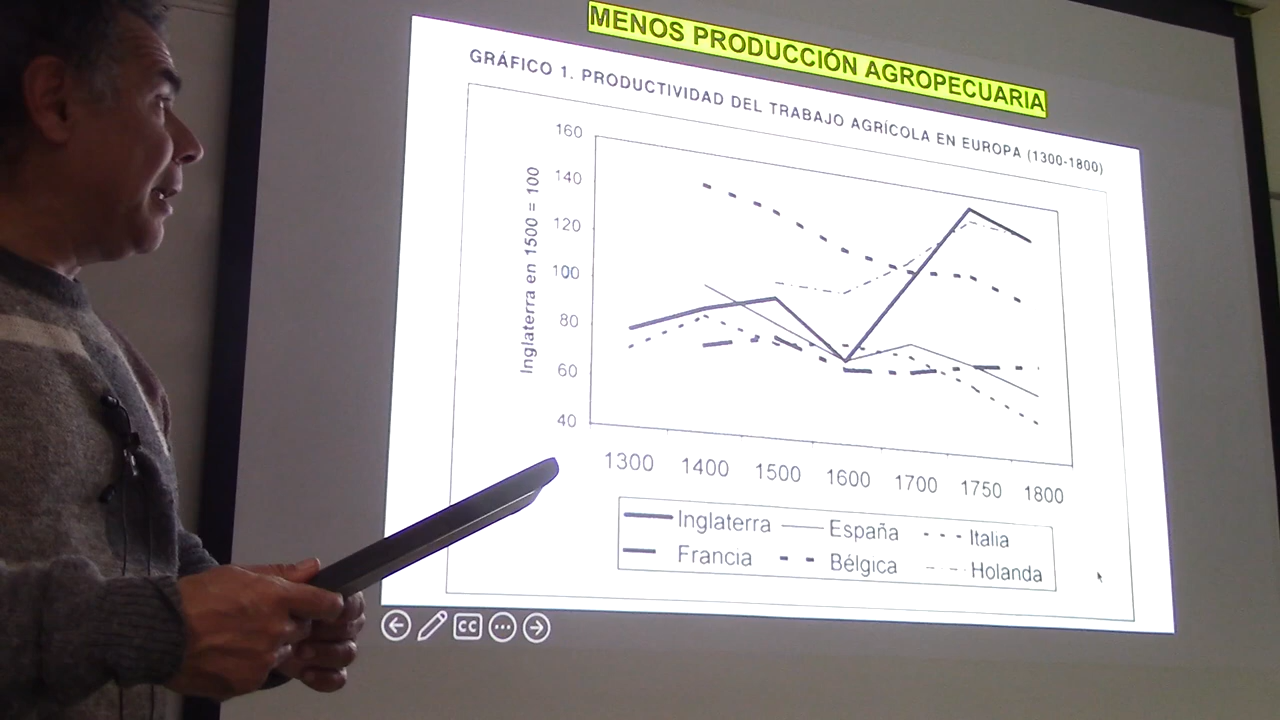 MENOS PRODUCCIÓN AGROPECUARIA
GRÁFICO 1. PRODUCTIVIDAD DEL TRABAJO AGRÍCOLA EN EUROPA (1300-1800)
Inglaterra en 1500 = 100
160
140
120
100
80
60
40
1300 1400 1500 1600 1700 1750 1800
Inglaterra España Italia
Francia Bélgica Holanda
CC